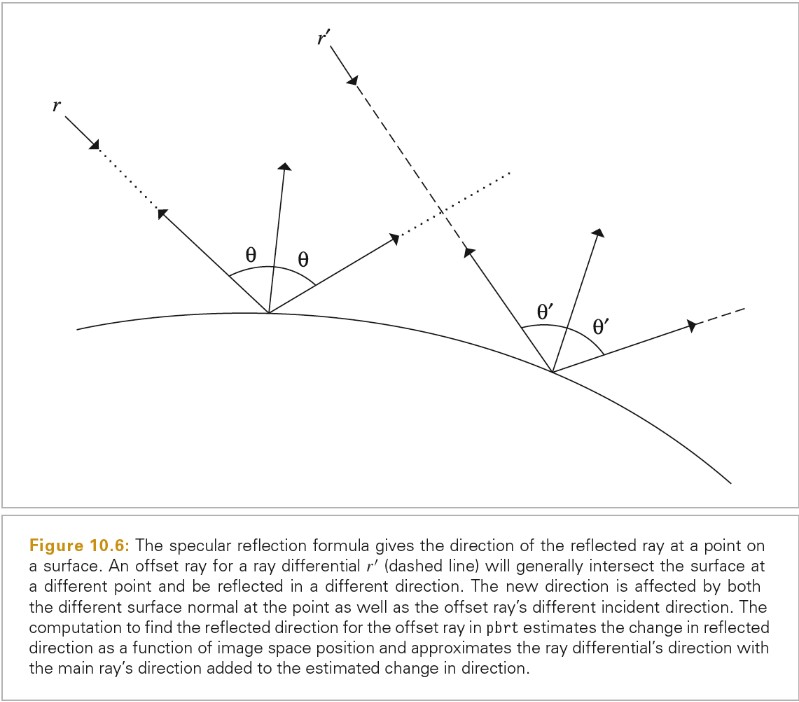 r′
r
θ
θ
θ′
θ′
Figure 10.6: The specular reflection formula gives the direction of the reflected ray at a point on
a surface. An offset ray for a ray differential r′ (dashed line) will generally intersect the surface at
a different point and be reflected in a different direction. The new direction is affected by both
the different surface normal at the point as well as the offset ray's different incident direction. The
computation to find the reflected direction for the offset ray in pbrt estimates the change in reflected
direction as a function of image space position and approximates the ray differential's direction with
the main ray's direction added to the estimated change in direction.